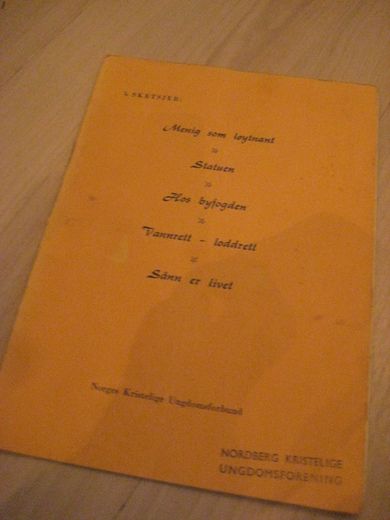 5 SKETSJER:
Menig som løytnant
Statuen
Hos byfogden
Vannrett - loddrett
Sånn er livet
Norges Kristelige Ungdomsforbund
NORDBERG KRISTELIGE
UNGDOMSFORENING